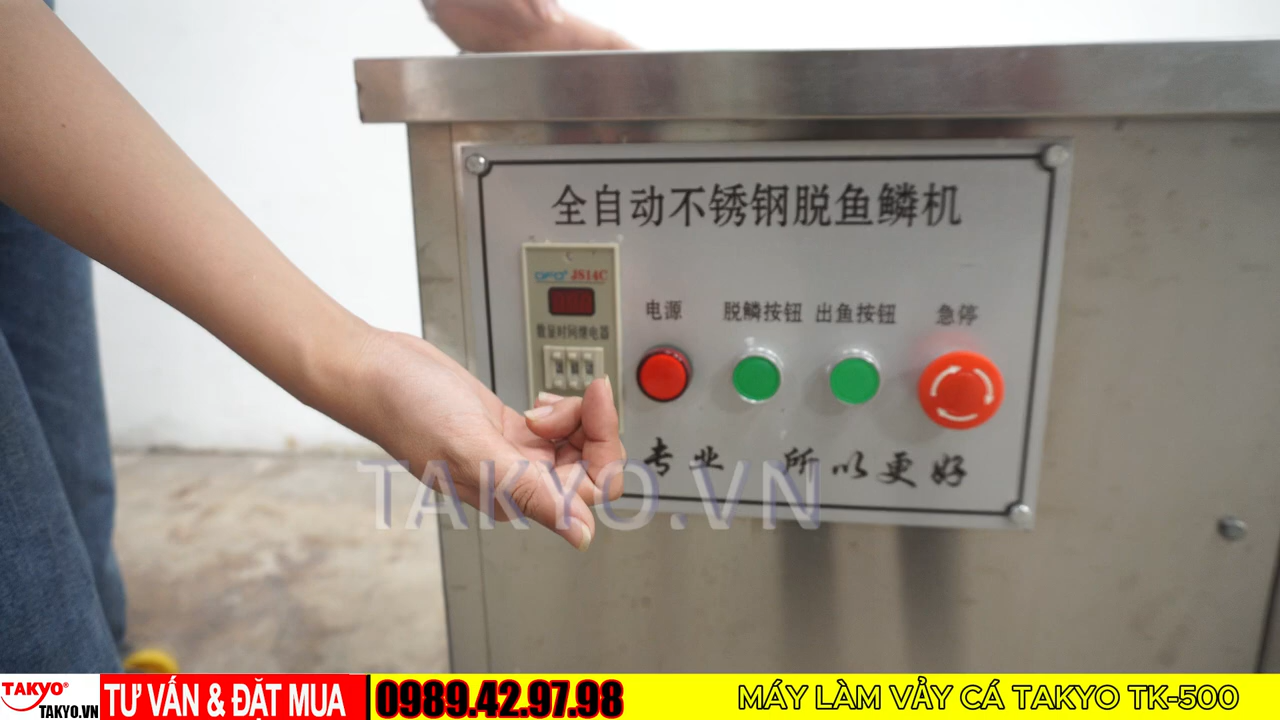 全自动不锈钢脱鱼鳞机
DFD® JS14C
数显时间继电器
电源 脱鳞按钮 出鱼按钮 急停
专业 所以更好
TAKYO.VN
TAKYO® TAKYO.VN TƯ VẤN & ĐẶT MUA 0989.42.97.98 MÁY LÀM VẢY CÁ TAKYO TK-500